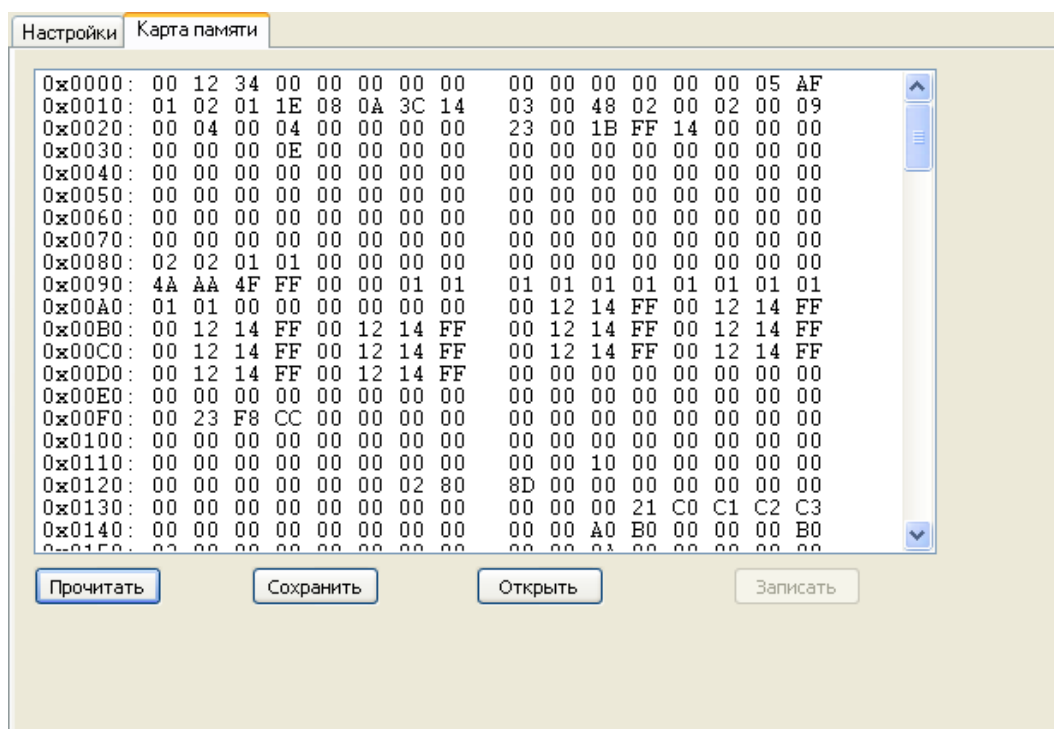 Настройки Карта памяти
0x0000: 00 12 34 00 00 00 00 00 00 00 00 00 00 00 05 AF
0x0010: 01 02 01 1E 08 0A 3C 14 03 00 48 02 00 02 00 09
0x0020: 00 04 00 04 00 00 00 00 23 00 1B FF 14 00 00 00
0x0030: 00 00 00 0E 00 00 00 00 00 00 00 00 00 00 00 00
0x0040: 00 00 00 00 00 00 00 00 00 00 00 00 00 00 00 00
0x0050: 00 00 00 00 00 00 00 00 00 00 00 00 00 00 00 00
0x0060: 00 00 00 00 00 00 00 00 00 00 00 00 00 00 00 00
0x0070: 00 00 00 00 00 00 00 00 00 00 00 00 00 00 00 00
0x0080: 02 02 01 01 00 00 00 00 00 00 00 00 00 00 00 00
0x0090: 4A AA 4F FF 00 00 01 01 01 01 01 01 01 01 01 01
0x00A0: 01 01 00 00 00 00 00 00 00 12 14 FF 00 12 14 FF
0x00B0: 00 12 14 FF 00 12 14 FF 00 12 14 FF 00 12 14 FF
0x00C0: 00 12 14 FF 00 12 14 FF 00 12 14 FF 00 12 14 FF
0x00D0: 00 12 14 FF 00 12 14 FF 00 00 00 00 00 00 00 00
0x00E0: 00 00 00 00 00 00 00 00 00 00 00 00 00 00 00 00
0x00F0: 00 23 F8 CC 00 00 00 00 00 00 00 00 00 00 00 00
0x0100: 00 00 00 00 00 00 00 00 00 00 00 00 00 00 00 00
0x0110: 00 00 00 00 00 00 00 00 00 00 10 00 00 00 00 00
0x0120: 00 00 00 00 00 00 02 80 8D 00 00 00 00 00 00 00
0x0130: 00 00 00 00 00 00 00 00 00 00 00 21 C0 C1 C2 C3
0x0140: 00 00 00 00 00 00 00 00 00 00 A0 B0 00 00 00 B0
Прочитать Сохранить Открыть Записать